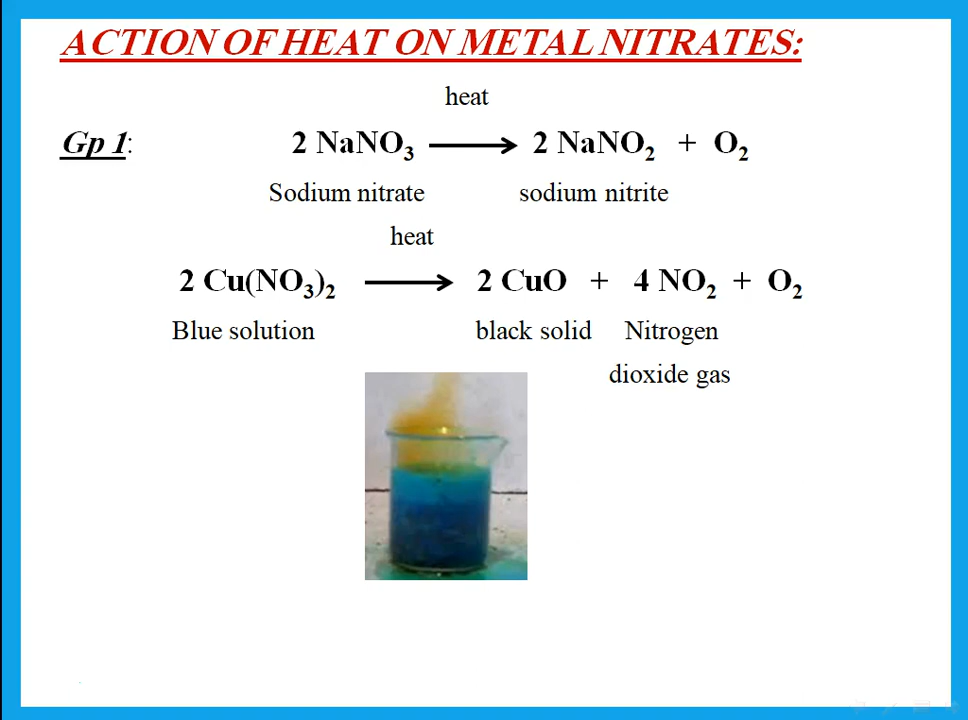 ACTION OF HEAT ON METAL NITRATES:
heat
Gp 1: 2 NaNO₃ ⟶ 2 NaNO₂ + O₂
Sodium nitrate sodium nitrite
heat
2 Cu(NO₃)₂ ⟶ 2 CuO + 4 NO₂ + O₂
Blue solution black solid Nitrogen
dioxide gas